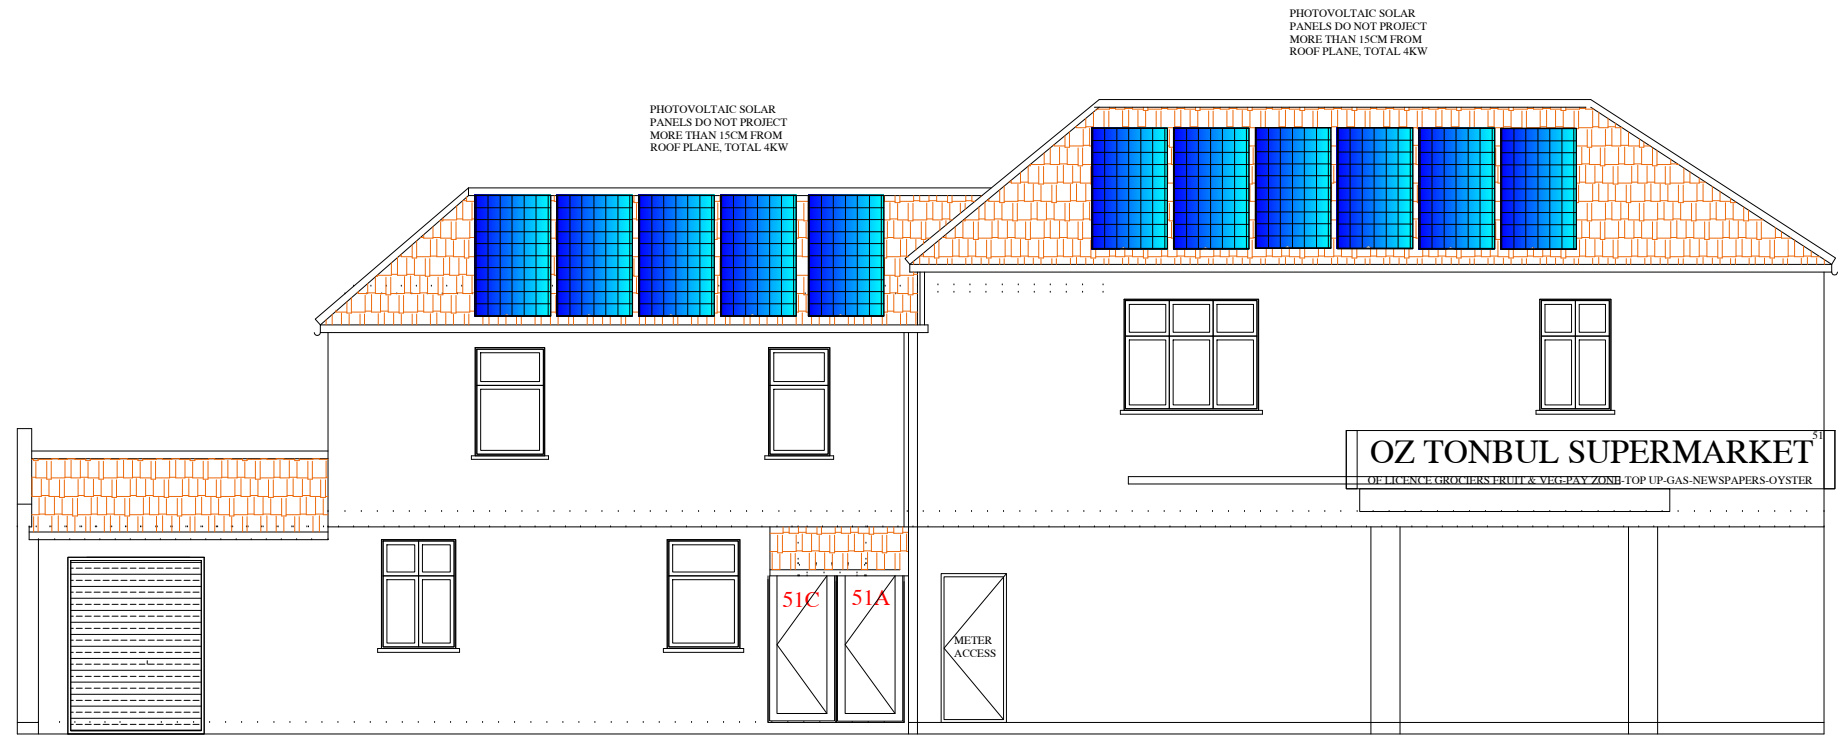 PHOTOVOLTAIC SOLAR
PANELS DO NOT PROJECT
MORE THAN 15CM FROM
ROOF PLANE, TOTAL 4KW
PHOTOVOLTAIC SOLAR
PANELS DO NOT PROJECT
MORE THAN 15CM FROM
ROOF PLANE, TOTAL 4KW
51
OZ TONBUL SUPERMARKET
OF LICENCE GROCIERS FRUIT & VEG-PAY ZONE-TOP UP-GAS-NEWSPAPERS-OYSTER
51C
51A
METER
ACCESS